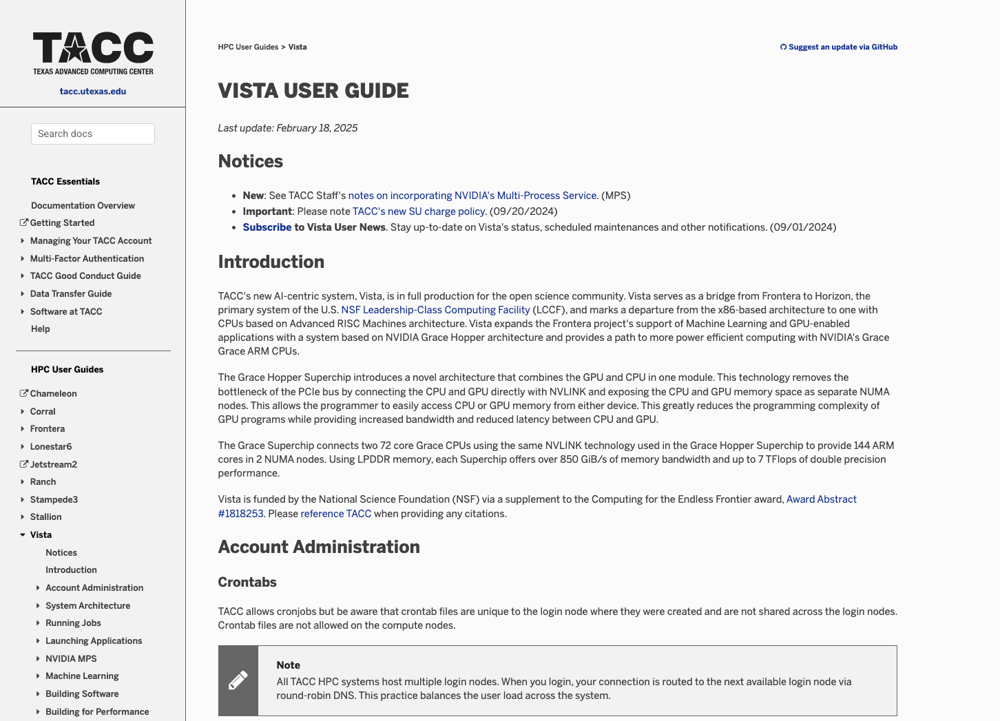 TACC
TEXAS ADVANCED COMPUTING CENTER
tacc.utexas.edu
Search docs
TACC Essentials
Documentation Overview
Getting Started
Managing Your TACC Account
Multi-Factor Authentication
TACC Good Conduct Guide
Data Transfer Guide
Software at TACC
Help
HPC User Guides
Chameleon
Corral
Frontera
Lonestar6
Jetstream2
Ranch
Stampede3
Stallion
Vista
Notices
Introduction
Account Administration
System Architecture
Running Jobs
Launching Applications
NVIDIA MPS
Machine Learning
Building Software
Building for Performance
HPC User Guides > Vista
Suggest an update via GitHub
VISTA USER GUIDE
Last update: February 18, 2025
Notices
• New: See TACC Staff's notes on incorporating NVIDIA's Multi-Process Service. (MPS)
• Important: Please note TACC's new SU charge policy. (09/20/2024)
• Subscribe to Vista User News. Stay up-to-date on Vista's status, scheduled maintenances and other notifications. (09/01/2024)
Introduction
TACC's new AI-centric system, Vista, is in full production for the open science community. Vista serves as a bridge from Frontera to Horizon, the
primary system of the U.S. NSF Leadership-Class Computing Facility (LCCF), and marks a departure from the x86-based architecture to one with
CPUs based on Advanced RISC Machines architecture. Vista expands the Frontera project's support of Machine Learning and GPU-enabled
applications with a system based on NVIDIA Grace Hopper architecture and provides a path to more power efficient computing with NVIDIA's Grace
Grace ARM CPUs.
The Grace Hopper Superchip introduces a novel architecture that combines the GPU and CPU in one module. This technology removes the
bottleneck of the PCIe bus by connecting the CPU and GPU directly with NVLINK and exposing the CPU and GPU memory space as separate NUMA
nodes. This allows the programmer to easily access CPU or GPU memory from either device. This greatly reduces the programming complexity of
GPU programs while providing increased bandwidth and reduced latency between CPU and GPU.
The Grace Superchip connects two 72 core Grace CPUs using the same NVLINK technology used in the Grace Hopper Superchip to provide 144 ARM
cores in 2 NUMA nodes. Using LPDDR memory, each Superchip offers over 850 GiB/s of memory bandwidth and up to 7 TFlops of double precision
performance.
Vista is funded by the National Science Foundation (NSF) via a supplement to the Computing for the Endless Frontier award, Award Abstract
#1818253. Please reference TACC when providing any citations.
Account Administration
Crontabs
TACC allows cronjobs but be aware that crontab files are unique to the login node where they were created and are not shared across the login nodes.
Crontab files are not allowed on the compute nodes.
Note
All TACC HPC systems host multiple login nodes. When you login, your connection is routed to the next available login node via
round-robin DNS. This practice balances the user load across the system.